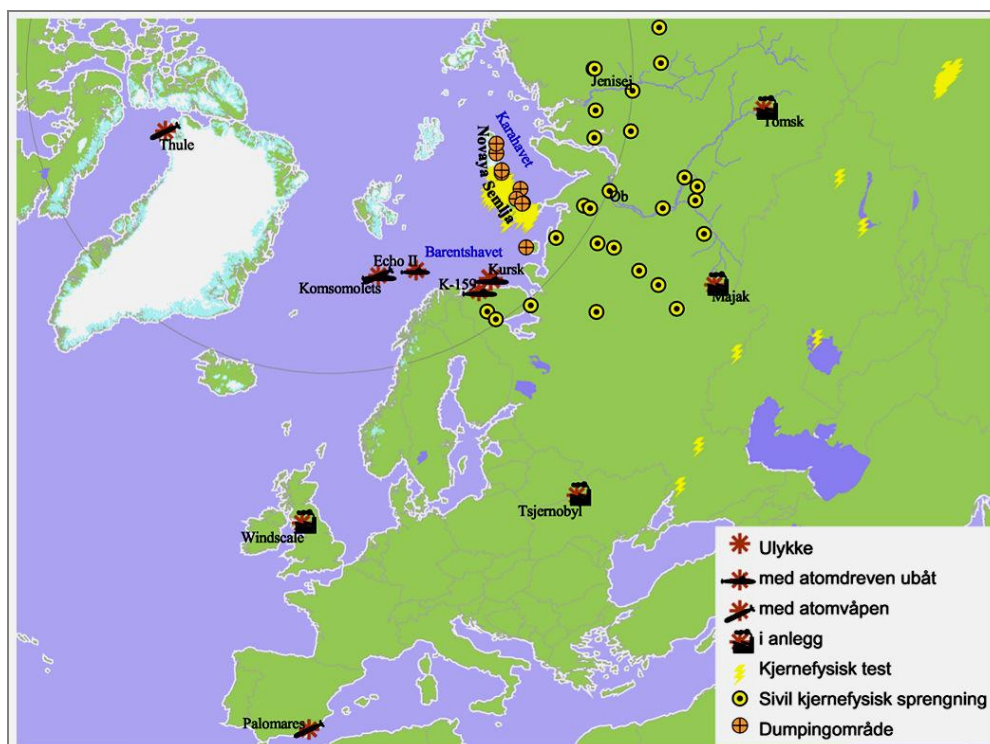 Jenisej
Tomsk
Thule
Karahavet
Novaya Semlja
Ob
Barentshavet
Echo II
Kursk
Komsomolets
K-159
Majak
Tsjernobyl
Windscale
Palomares
Ulykke
med atomdreven ubåt
med atomvåpen
i anlegg
Kjernefysisk test
Sivil kjernefysisk sprengning
Dumpingområde